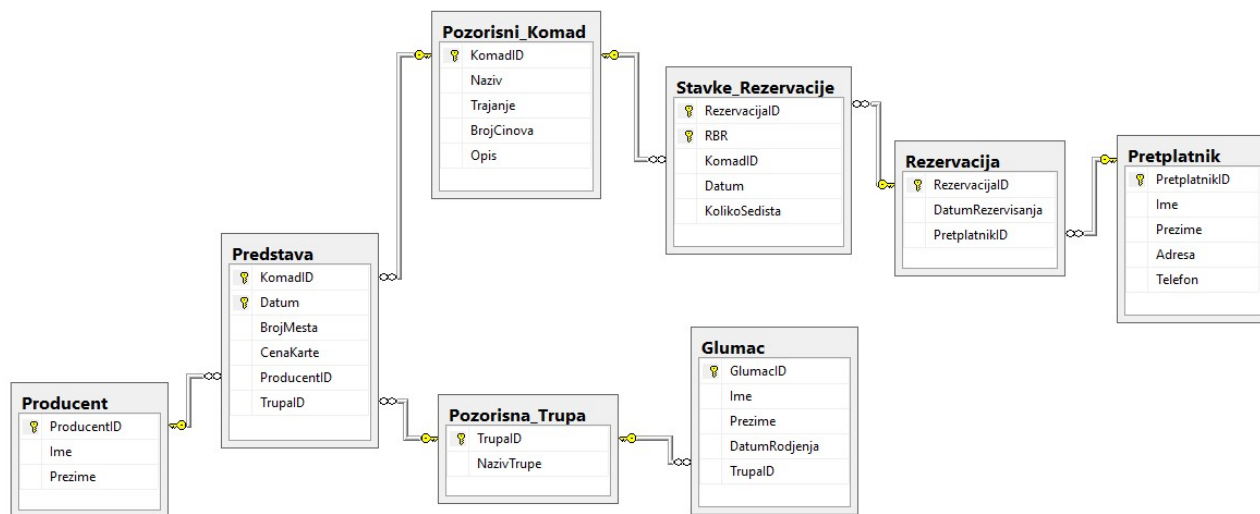 Pozorisni_Komad
KomadID
Naziv
Trajanje
BrojCinova
Opis
Stavke_Rezervacije
RezervacijaID
RBR
KomadID
Datum
KolikoSedista
Rezervacija
RezervacijaID
DatumRezervisanja
PretplatnikID
Pretplatnik
PretplatnikID
Ime
Prezime
Adresa
Telefon
Predstava
KomadID
Datum
BrojMesta
CenaKarte
ProducentID
TrupaID
Producent
ProducentID
Ime
Prezime
Pozorisna_Trupa
TrupaID
NazivTrupe
Glumac
GlumacID
Ime
Prezime
DatumRodjenja
TrupaID